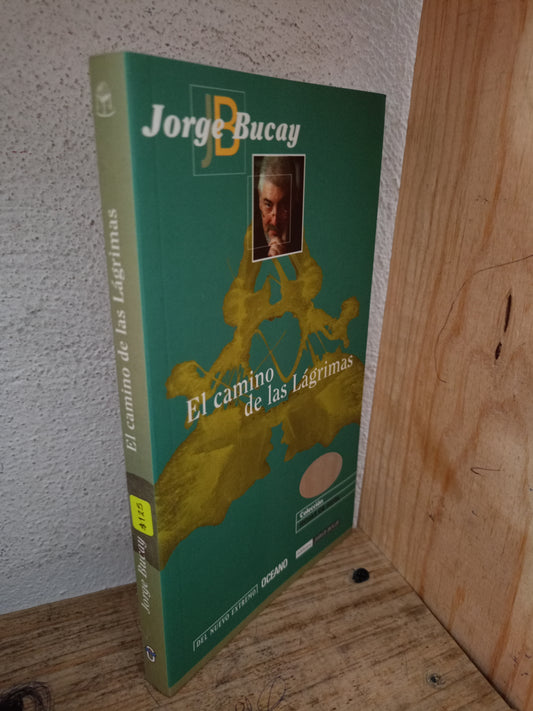 JB
Jorge Bucay
El camino
de las Lágrimas
Colección
DEL NUEVO EXTREMO
OCEANO
El camino de las Lágrimas
$125
Jorge Bucay